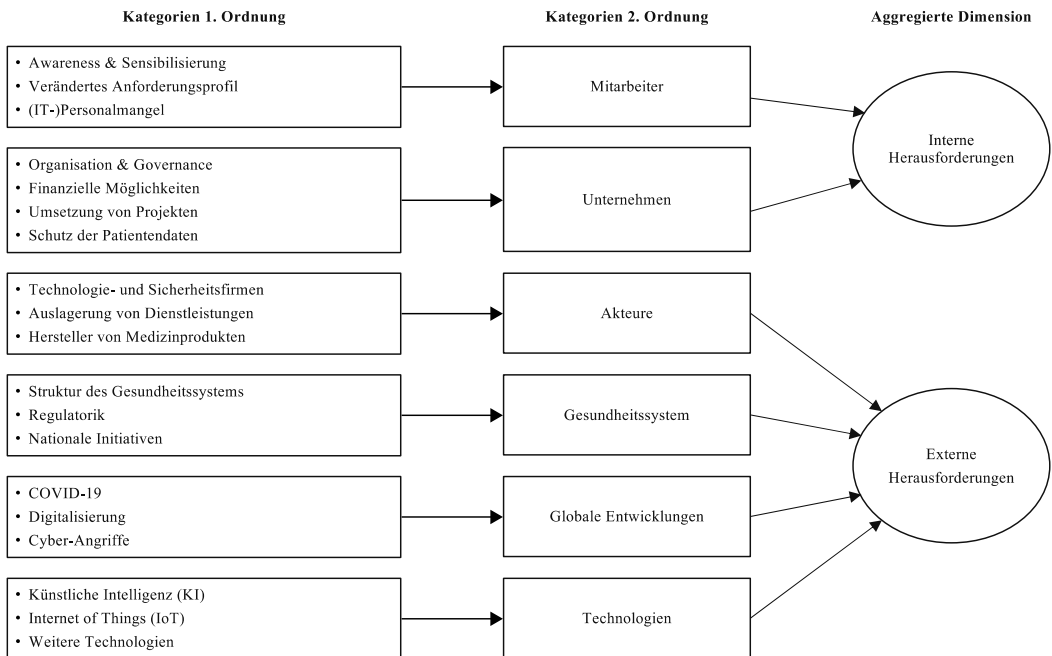 Kategorien 1. Ordnung
Kategorien 2. Ordnung
Aggregierte Dimension
• Awareness & Sensibilisierung
• Verändertes Anforderungsprofil
• (IT-)Personalmangel
Mitarbeiter
• Organisation & Governance
• Finanzielle Möglichkeiten
• Umsetzung von Projekten
• Schutz der Patientendaten
Unternehmen
Interne
Herausforderungen
• Technologie- und Sicherheitsfirmen
• Auslagerung von Dienstleistungen
• Hersteller von Medizinprodukten
Akteure
• Struktur des Gesundheitssystems
• Regulatorik
• Nationale Initiativen
Gesundheitssystem
• COVID-19
• Digitalisierung
• Cyber-Angriffe
Globale Entwicklungen
• Künstliche Intelligenz (KI)
• Internet of Things (IoT)
• Weitere Technologien
Technologien
Externe
Herausforderungen